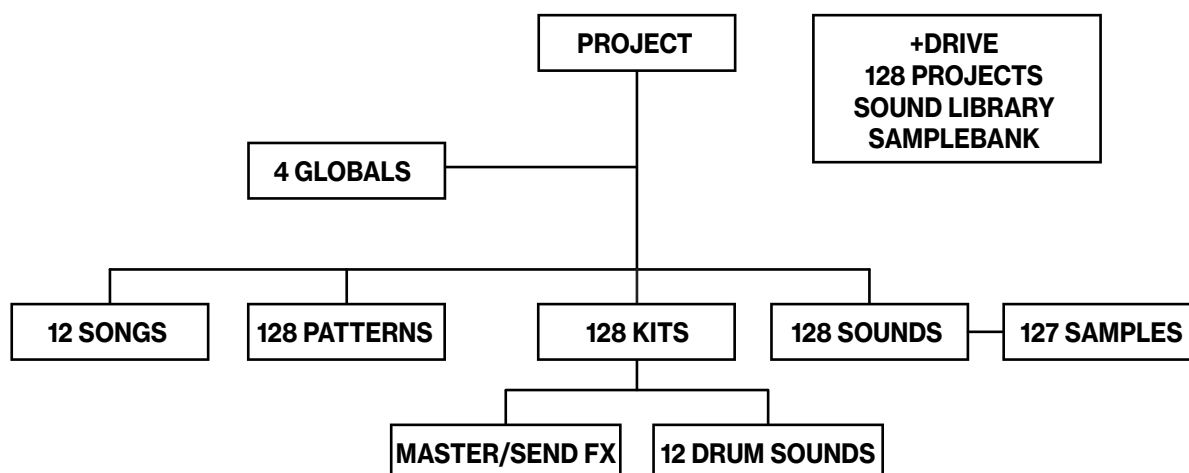 PROJECT
+DRIVE
128 PROJECTS
SOUND LIBRARY
SAMPLEBANK
4 GLOBALS
12 SONGS
128 PATTERNS
128 KITS
128 SOUNDS
127 SAMPLES
MASTER/SEND FX
12 DRUM SOUNDS